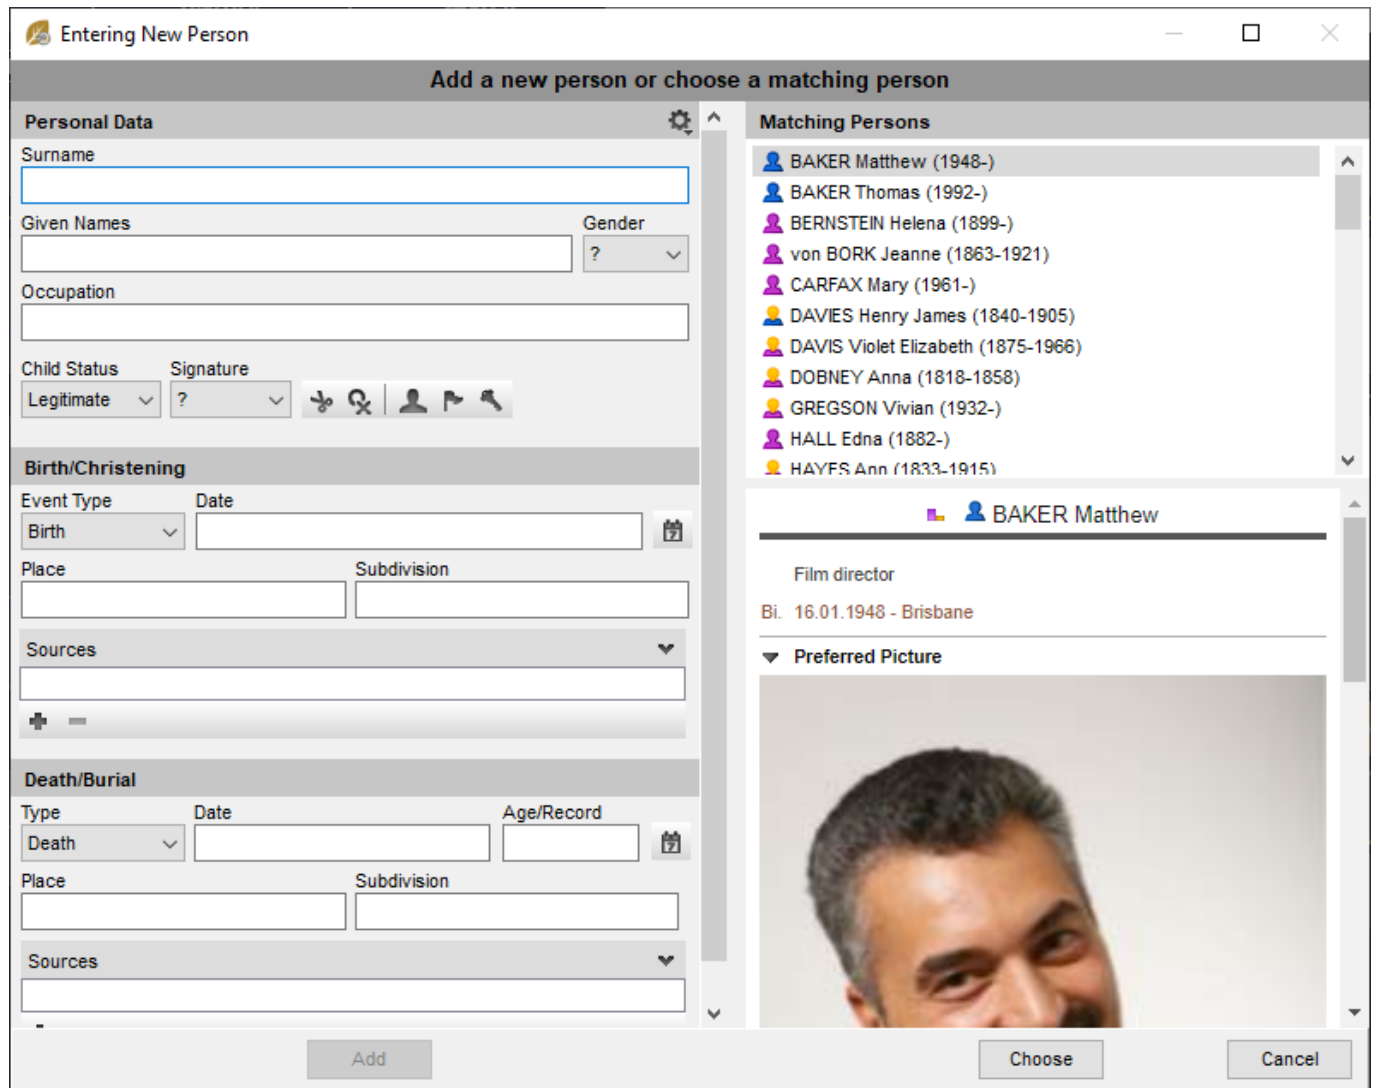 Entering New Person
Add a new person or choose a matching person
Personal Data
Surname
Given Names
Gender
?
Occupation
Child Status
Signature
Legitimate
?
Birth/Christening
Event Type
Date
Birth
7
Place
Subdivision
Sources
Death/Burial
Type
Date
Age/Record
Death
7
Place
Subdivision
Sources
Add
Matching Persons
BAKER Matthew (1948-)
BAKER Thomas (1992-)
BERNSTEIN Helena (1899-)
von BORK Jeanne (1863-1921)
CARFAX Mary (1961-)
DAVIES Henry James (1840-1905)
DAVIS Violet Elizabeth (1875-1966)
DOBNEY Anna (1818-1858)
GREGSON Vivian (1932-)
HALL Edna (1882-)
HAYES Ann (1833-1915)
BAKER Matthew
Film director
Bi. 16.01.1948 - Brisbane
Preferred Picture
Choose
Cancel